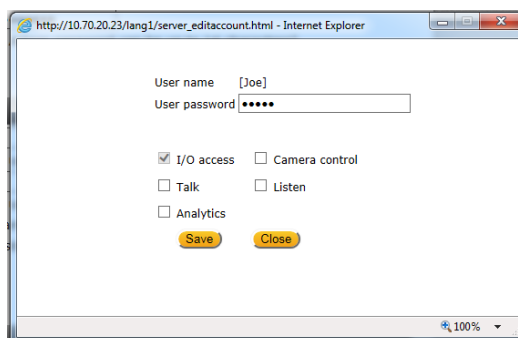 http://10.70.20.23/lang1/server_editaccount.html - Internet Explorer
User name [Joe]
User password •••••
I/O access Camera control
Talk Listen
Analytics
Save Close
100%